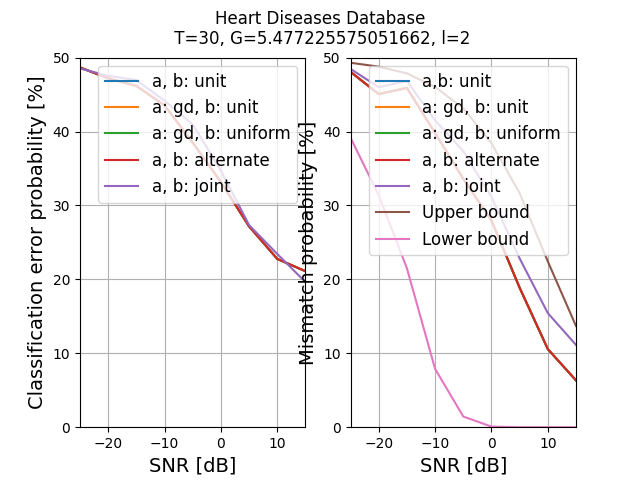 Heart Diseases Database
T=30, G=5.477225575051662, l=2
Classification error probability [%]
50
40
30
20
10
0
a, b: unit
a: gd, b: unit
a: gd, b: uniform
a, b: alternate
a, b: joint
−20
−10
0
10
SNR [dB]
Mismatch probability [%]
50
40
30
20
10
0
a,b: unit
a: gd, b: unit
a: gd, b: uniform
a, b: alternate
a, b: joint
Upper bound
Lower bound
−20
−10
0
10
SNR [dB]